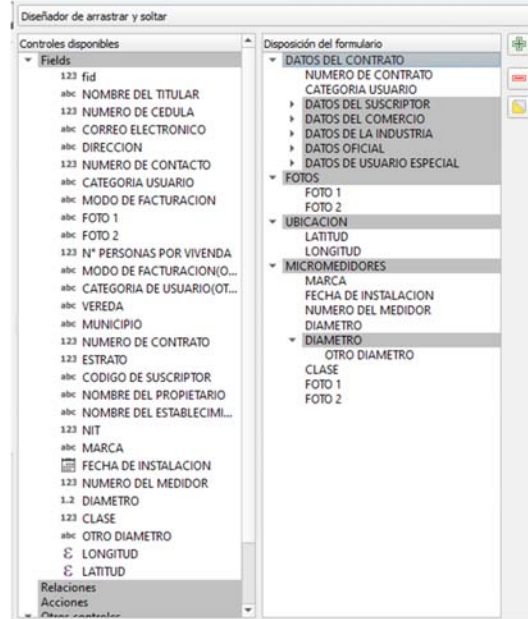 Diseñador de arrastrar y soltar
Controles disponibles
Fields
123 fid
abc NOMBRE DEL TITULAR
123 NUMERO DE CEDULA
abc CORREO ELECTRONICO
abc DIRECCION
123 NUMERO DE CONTACTO
abc CATEGORIA USUARIO
abc MODO DE FACTURACION
abc FOTO 1
abc FOTO 2
123 N° PERSONAS POR VIVENDA
abc MODO DE FACTURACION(O...
abc CATEGORIA DE USUARIO(OT...
abc VEREDA
abc MUNICIPIO
123 NUMERO DE CONTRATO
123 ESTRATO
abc CODIGO DE SUSCRIPTOR
abc NOMBRE DEL PROPIETARIO
abc NOMBRE DEL ESTABLECIMI...
123 NIT
abc MARCA
FECHA DE INSTALACION
123 NUMERO DEL MEDIDOR
1.2 DIAMETRO
123 CLASE
abc OTRO DIAMETRO
ε LONGITUD
ε LATITUD
Relaciones
Acciones
Otros controles
Disposición del formulario
DATOS DEL CONTRATO
NUMERO DE CONTRATO
CATEGORIA USUARIO
DATOS DEL SUSCRIPTOR
DATOS DEL COMERCIO
DATOS DE LA INDUSTRIA
DATOS OFICIAL
DATOS DE USUARIO ESPECIAL
FOTOS
FOTO 1
FOTO 2
UBICACION
LATITUD
LONGITUD
MICROMEDIDORES
MARCA
FECHA DE INSTALACION
NUMERO DEL MEDIDOR
DIAMETRO
DIAMETRO
OTRO DIAMETRO
CLASE
FOTO 1
FOTO 2